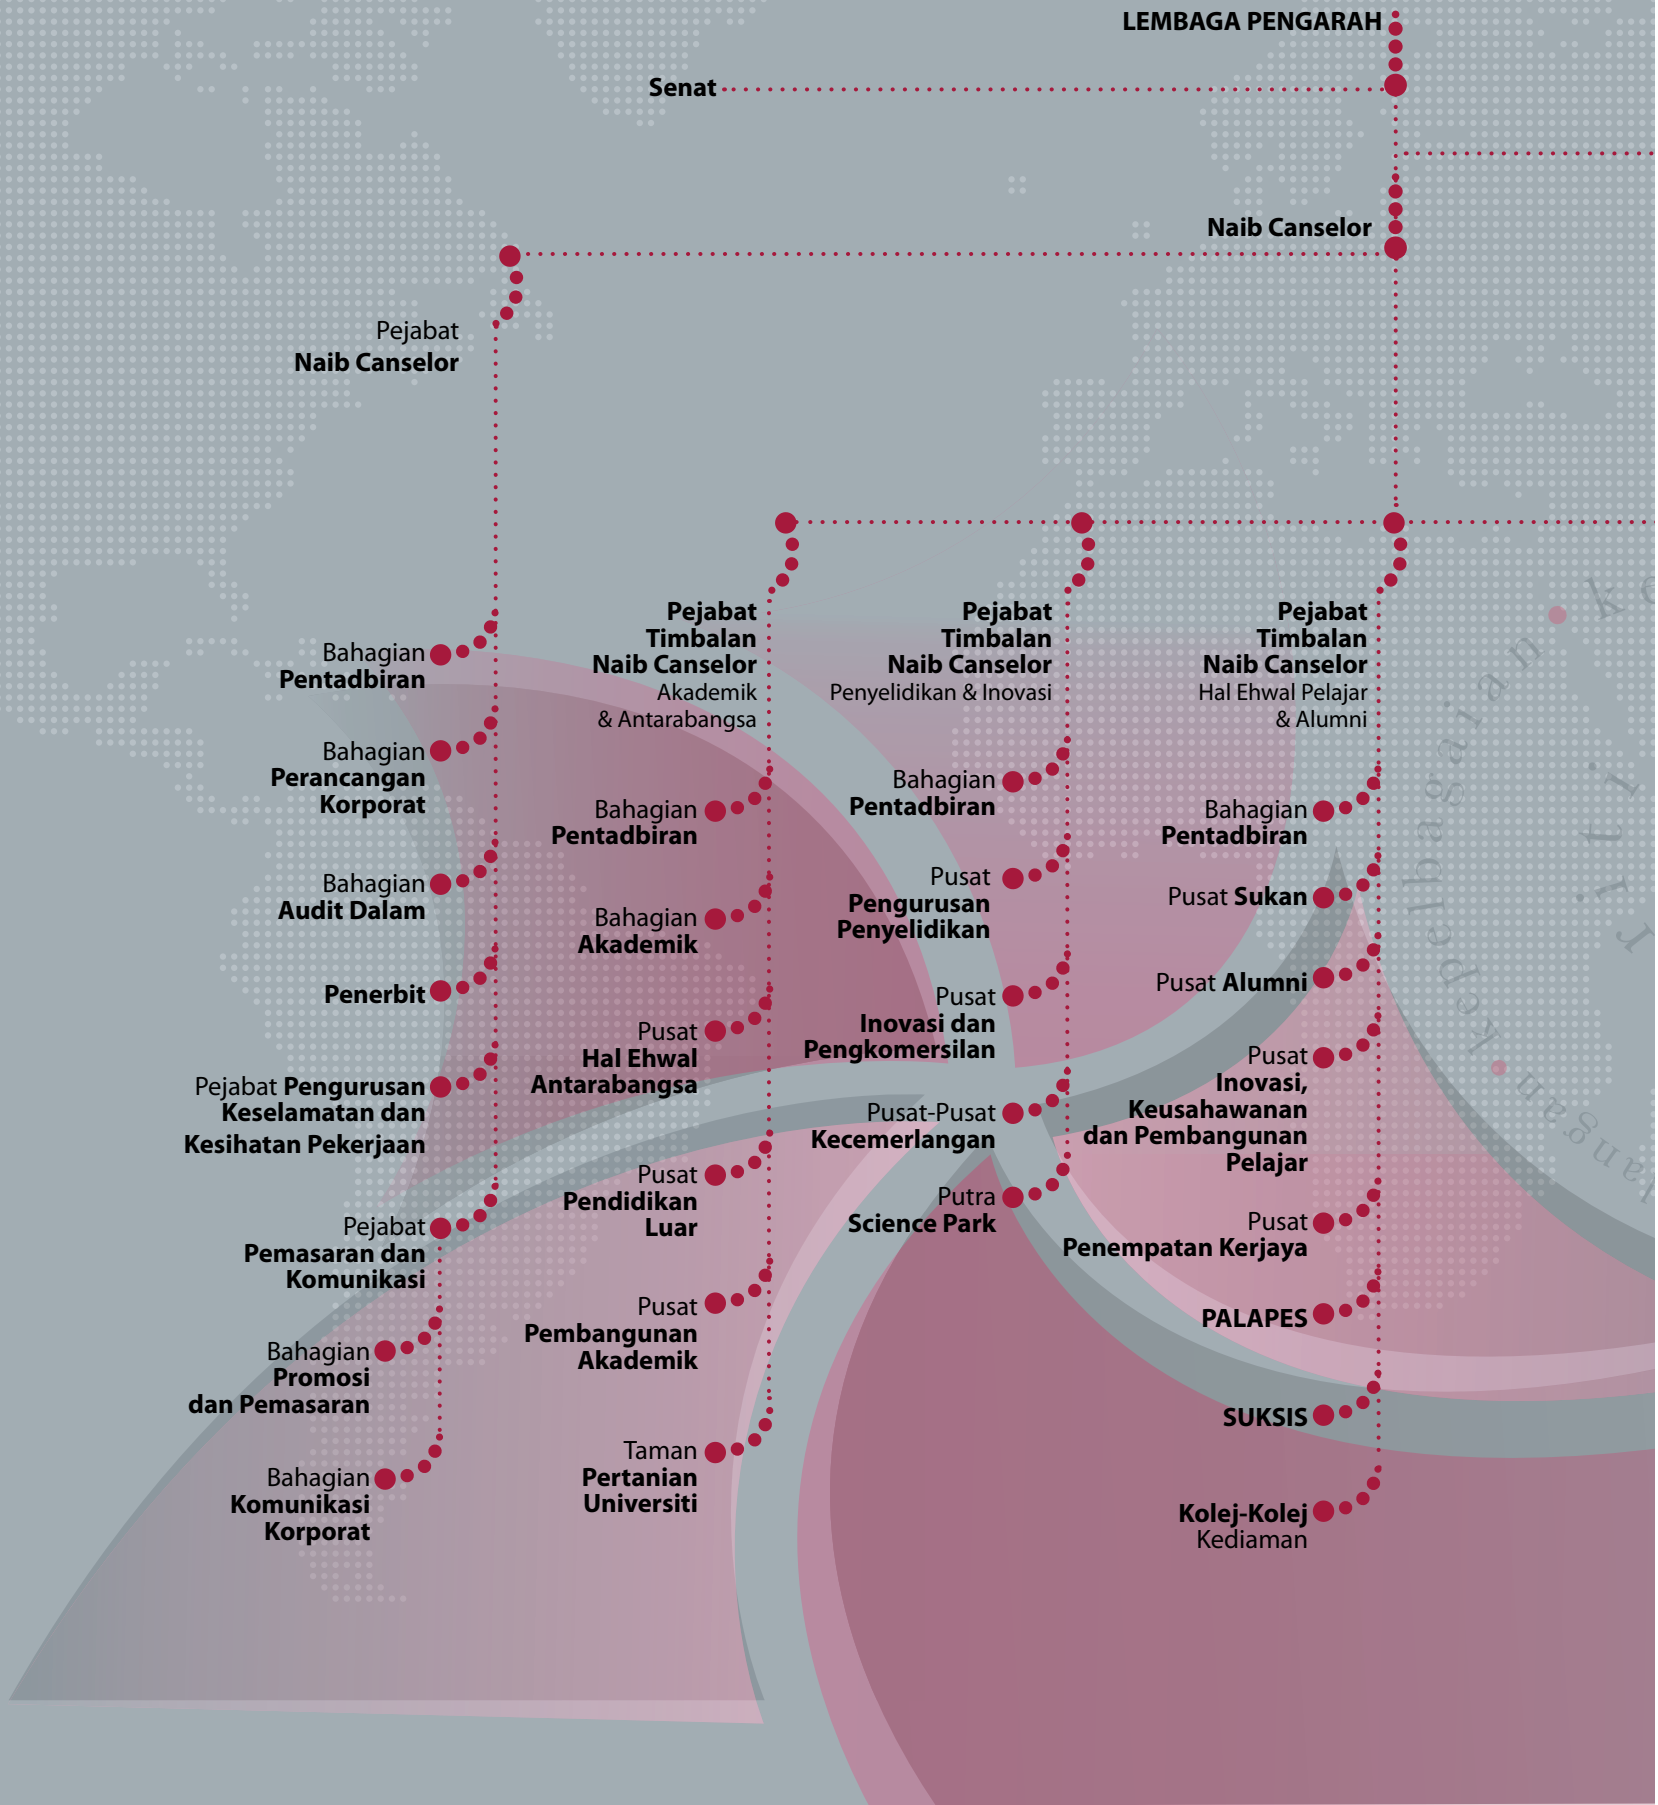 LEMBAGA PENGARAH
Senat
Naib Canselor
Pejabat
Naib Canselor
Bahagian
Pentadbiran
Bahagian
Perancangan
Korporat
Bahagian
Audit Dalam
Penerbit
Pejabat Pengurusan
Keselamatan dan
Kesihatan Pekerjaan
Pejabat
Pemasaran dan
Komunikasi
Bahagian
Promosi
dan Pemasaran
Bahagian
Komunikasi
Korporat
Pejabat
Timbalan
Naib Canselor
Akademik
& Antarabangsa
Bahagian
Pentadbiran
Bahagian
Akademik
Pusat
Hal Ehwal
Antarabangsa
Pusat
Pendidikan
Luar
Pusat
Pembangunan
Akademik
Taman
Pertanian
Universiti
Pejabat
Timbalan
Naib Canselor
Penyelidikan & Inovasi
Bahagian
Pentadbiran
Pusat
Pengurusan
Penyelidikan
Pusat
Inovasi dan
Pengkomersilan
Pusat-Pusat
Kecemerlangan
Putra
Science Park
Pejabat
Timbalan
Naib Canselor
Hal Ehwal Pelajar
& Alumni
Bahagian
Pentadbiran
Pusat Sukan
Pusat Alumni
Pusat
Inovasi,
Keusahawanan
dan Pembangunan
Pelajar
Pusat
Penempatan Kerjaya
PALAPES
SUKSIS
Kolej-Kolej
Kediaman
kepelbagaian